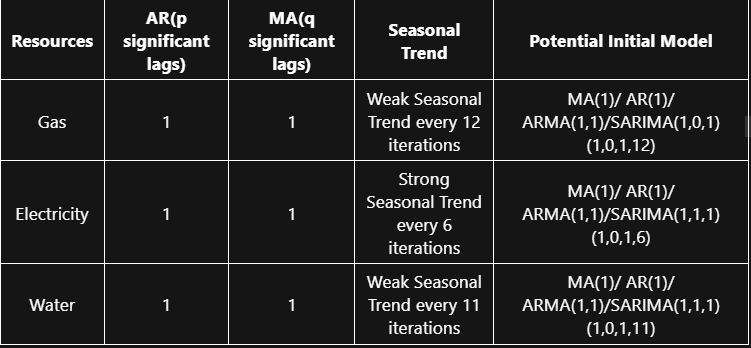 Resources
AR(p
significant
lags)
MA(q
significant
lags)
Seasonal
Trend
Potential Initial Model
Gas
1
1
Weak Seasonal
Trend every 12
iterations
MA(1)/ AR(1)/
ARMA(1,1)/SARIMA(1,0,1)
(1,0,1,12)
Electricity
1
1
Strong
Seasonal Trend
every 6
iterations
MA(1)/ AR(1)/
ARMA(1,1)/SARIMA(1,1,1)
(1,0,1,6)
Water
1
1
Weak Seasonal
Trend every 11
iterations
MA(1)/ AR(1)/
ARMA(1,1)/SARIMA(1,1,1)
(1,0,1,11)